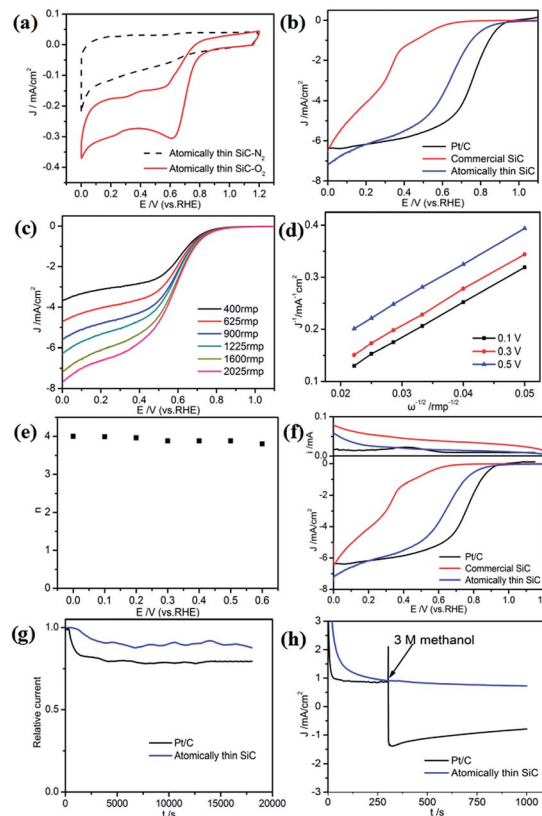 (a)
0.1
0.0
-0.1
-0.2
-0.3
-0.4
J / mA/cm²
Atomically thin SiC-N₂
Atomically thin SiC-O₂
0.0 0.2 0.4 0.6 0.8 1.0 1.2
E /V (vs.RHE)
(b)
0
-2
-4
-6
-8
J /mA/cm²
Pt/C
Commercial SiC
Atomically thin SiC
0.0 0.2 0.4 0.6 0.8 1.0
E /V (vs.RHE)
(c)
0
-2
-4
-6
-8
J /mA/cm²
400rmp
625rmp
900rmp
1225rmp
1600rmp
2025rmp
0.0 0.2 0.4 0.6 0.8 1.0
E /V (vs.RHE)
(d)
0.4
0.3
0.2
0.1
J⁻¹/mA⁻¹ cm²
0.1 V
0.3 V
0.5 V
0.02 0.03 0.04 0.05
ω⁻¹/² /rmp⁻¹/²
(e)
5
4
3
2
1
0
n
0.0 0.1 0.2 0.3 0.4 0.5 0.6
E /V (vs.RHE)
(f)
0.1
0.0
i /mA
0
-2
-4
-6
-8
J /mA/cm²
Pt/C
Commercial SiC
Atomically thin SiC
0.0 0.2 0.4 0.6 0.8 1.0
E /V (vs.RHE)
(g)
1.0
0.5
0.0
Relative current
Pt/C
Atomically thin SiC
0 5000 10000 15000 20000
t /s
(h)
3
2
1
0
-1
-2
-3
J /mA/cm²
3 M methanol
Pt/C
Atomically thin SiC
0 250 500 750 1000
t /s